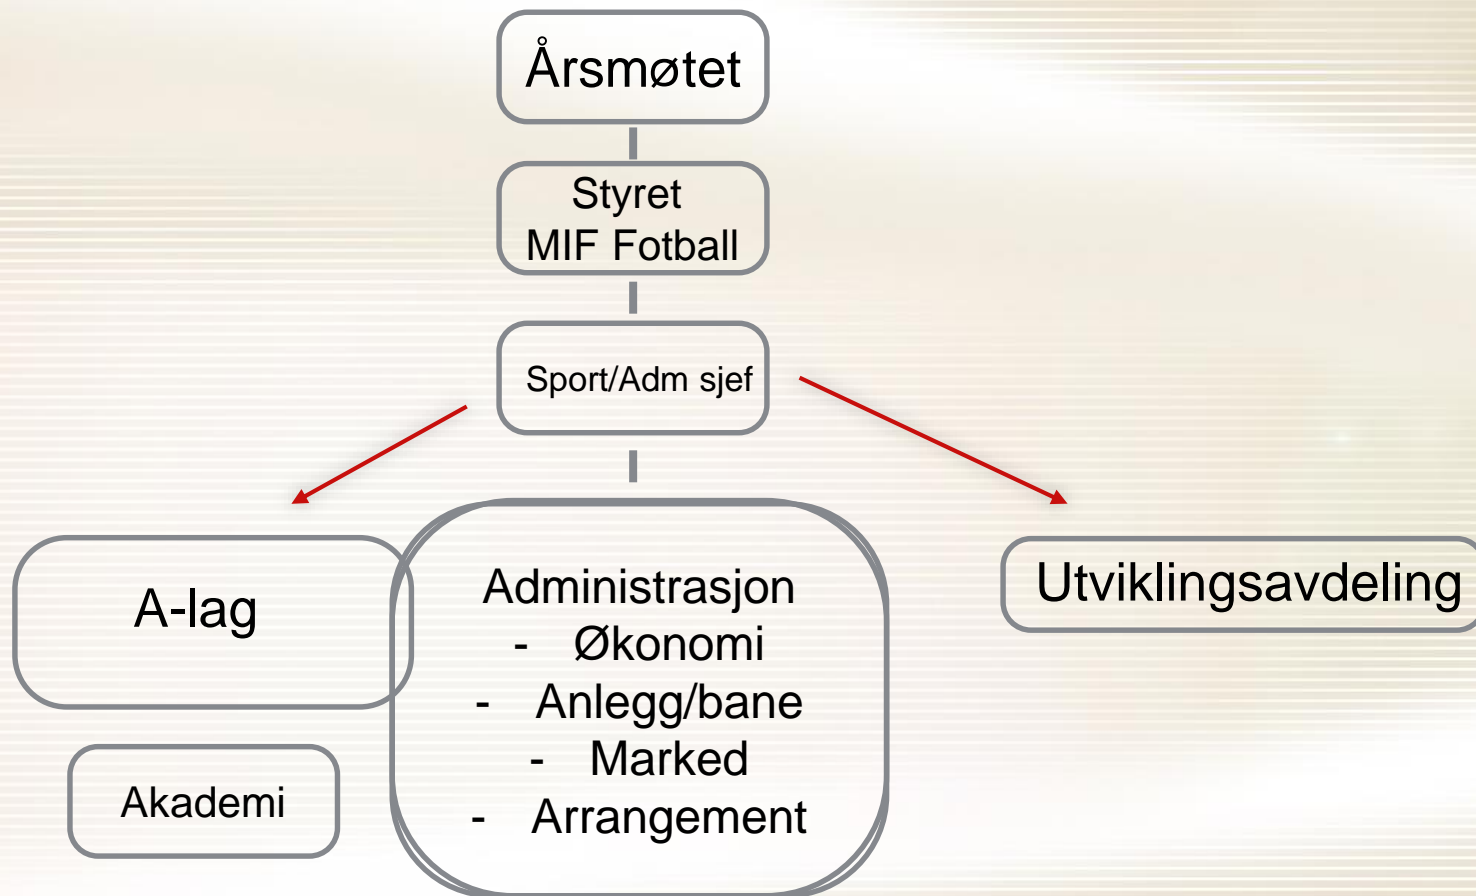 Årsmøtet
Styret
MIF Fotball
Sport/Adm sjef
A-lag
Administrasjon
- Økonomi
- Anlegg/bane
- Marked
- Arrangement
Utviklingsavdeling
Akademi